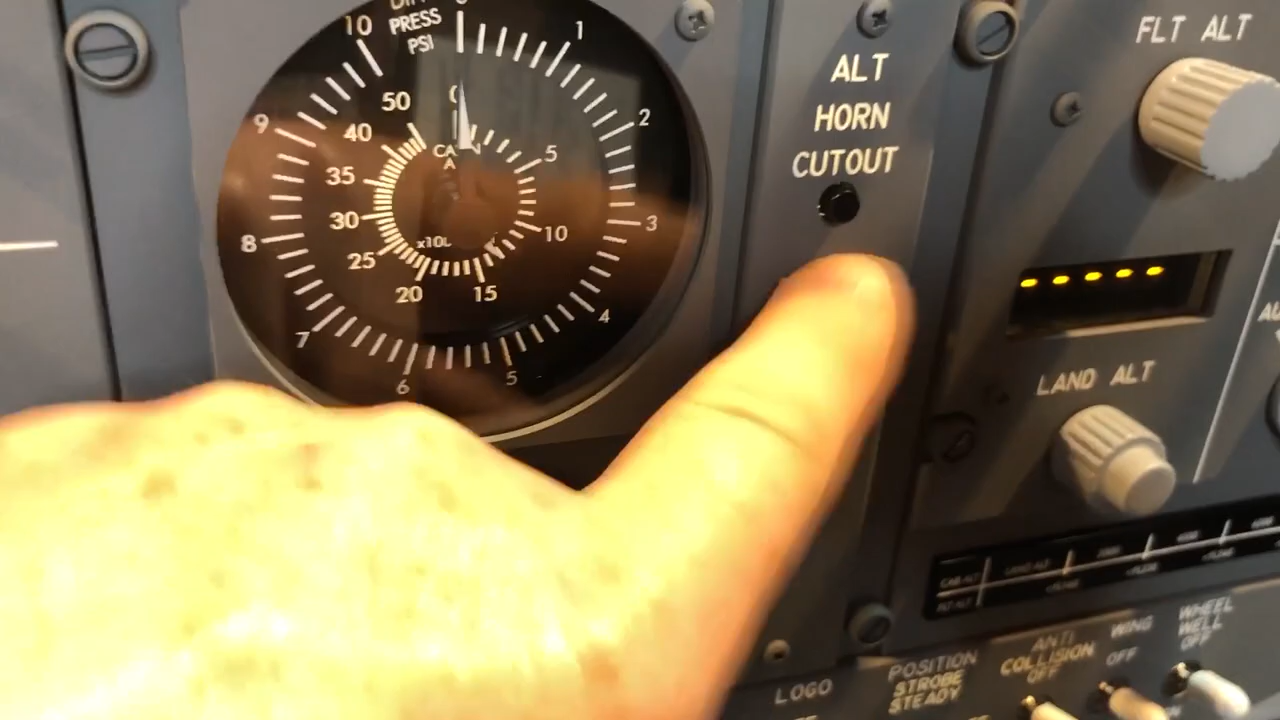 DIFF
PRESS
PSI
0
1
2
3
4
5
6
7
8
9
10
0
5
10
15
20
25
30
35
40
50
ALT
HORN
CUTOUT
FLT ALT
LAND ALT
LOGO
POSITION
STROBE
STEADY
ANTI
COLLISION
OFF
WING
OFF
WHEEL
WELL
OFF